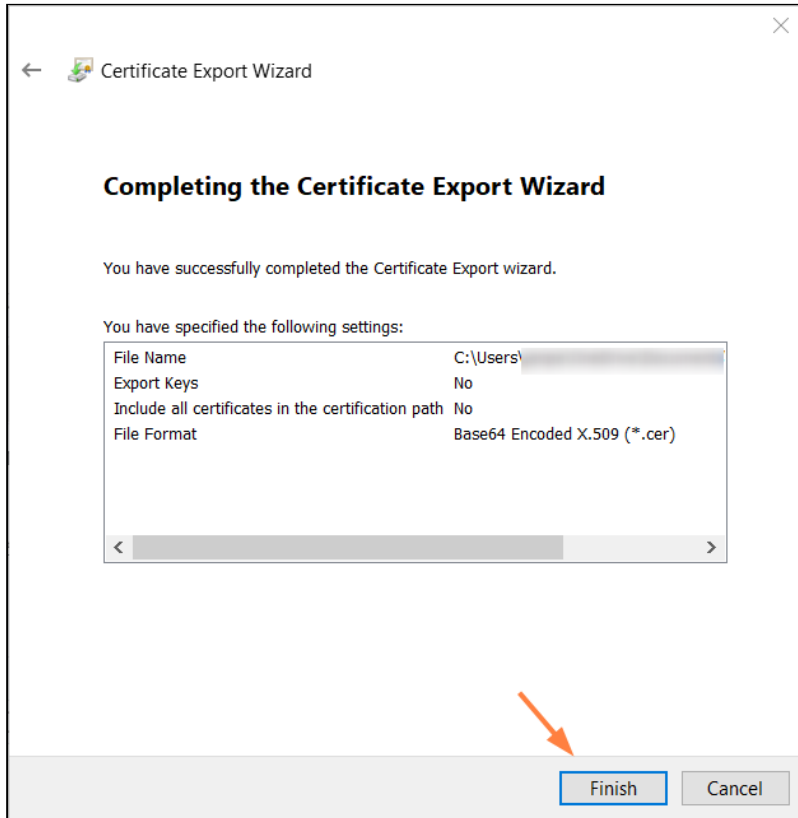 Certificate Export Wizard
Completing the Certificate Export Wizard
You have successfully completed the Certificate Export wizard.
You have specified the following settings:
File Name C:\Users\
Export Keys No
Include all certificates in the certification path No
File Format Base64 Encoded X.509 (*.cer)
Finish Cancel